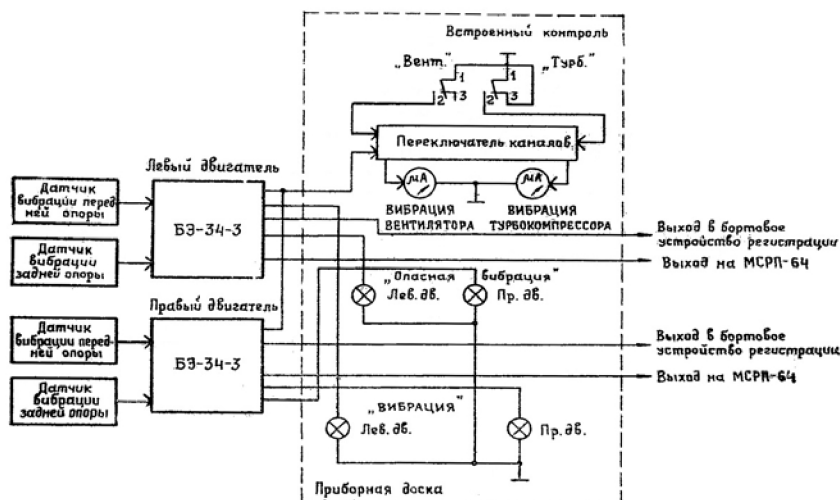 Встроенный контроль
„Вент."
„Турб."
1
1
2
3
2
3
Переключатель каналов.
Левый двигатель
µА
µА
Датчик
вибрации перед
ней опоры
БЭ-34-3
ВИБРАЦИЯ
ВЕНТИЛЯТОРА
ВИБРАЦИЯ
ТУРБОКОМПРЕССОРА
Выход в бортовое
устройство регистрации
Датчик
вибрации
задней опоры
Выход на МСРП-64
„Опасная вибрация"
Лев. дв.
Пр. дв.
Правый двигатель
Датчик
вибрации перед-
ней опоры
БЭ-34-3
Выход в бортовое
устройство регистрации
Выход на МСРП-64
Датчик
вибрации
задней опоры
„ВИБРАЦИЯ"
Лев. дв.
Пр. дв.
Приборная доска